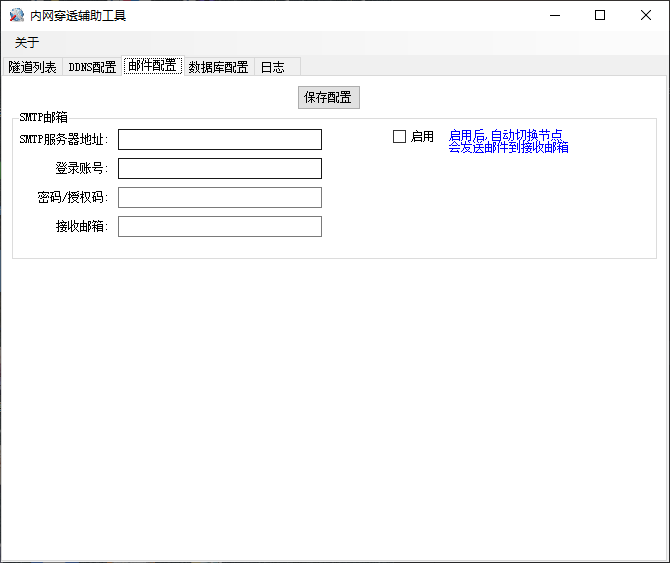 内网穿透辅助工具
关于
隧道列表 DDNS配置 邮件配置 数据库配置 日志
保存配置
SMTP邮箱
SMTP服务器地址:
启用
启用后,自动切换节点
会发送邮件到接收邮箱
登录账号:
密码/授权码:
接收邮箱: